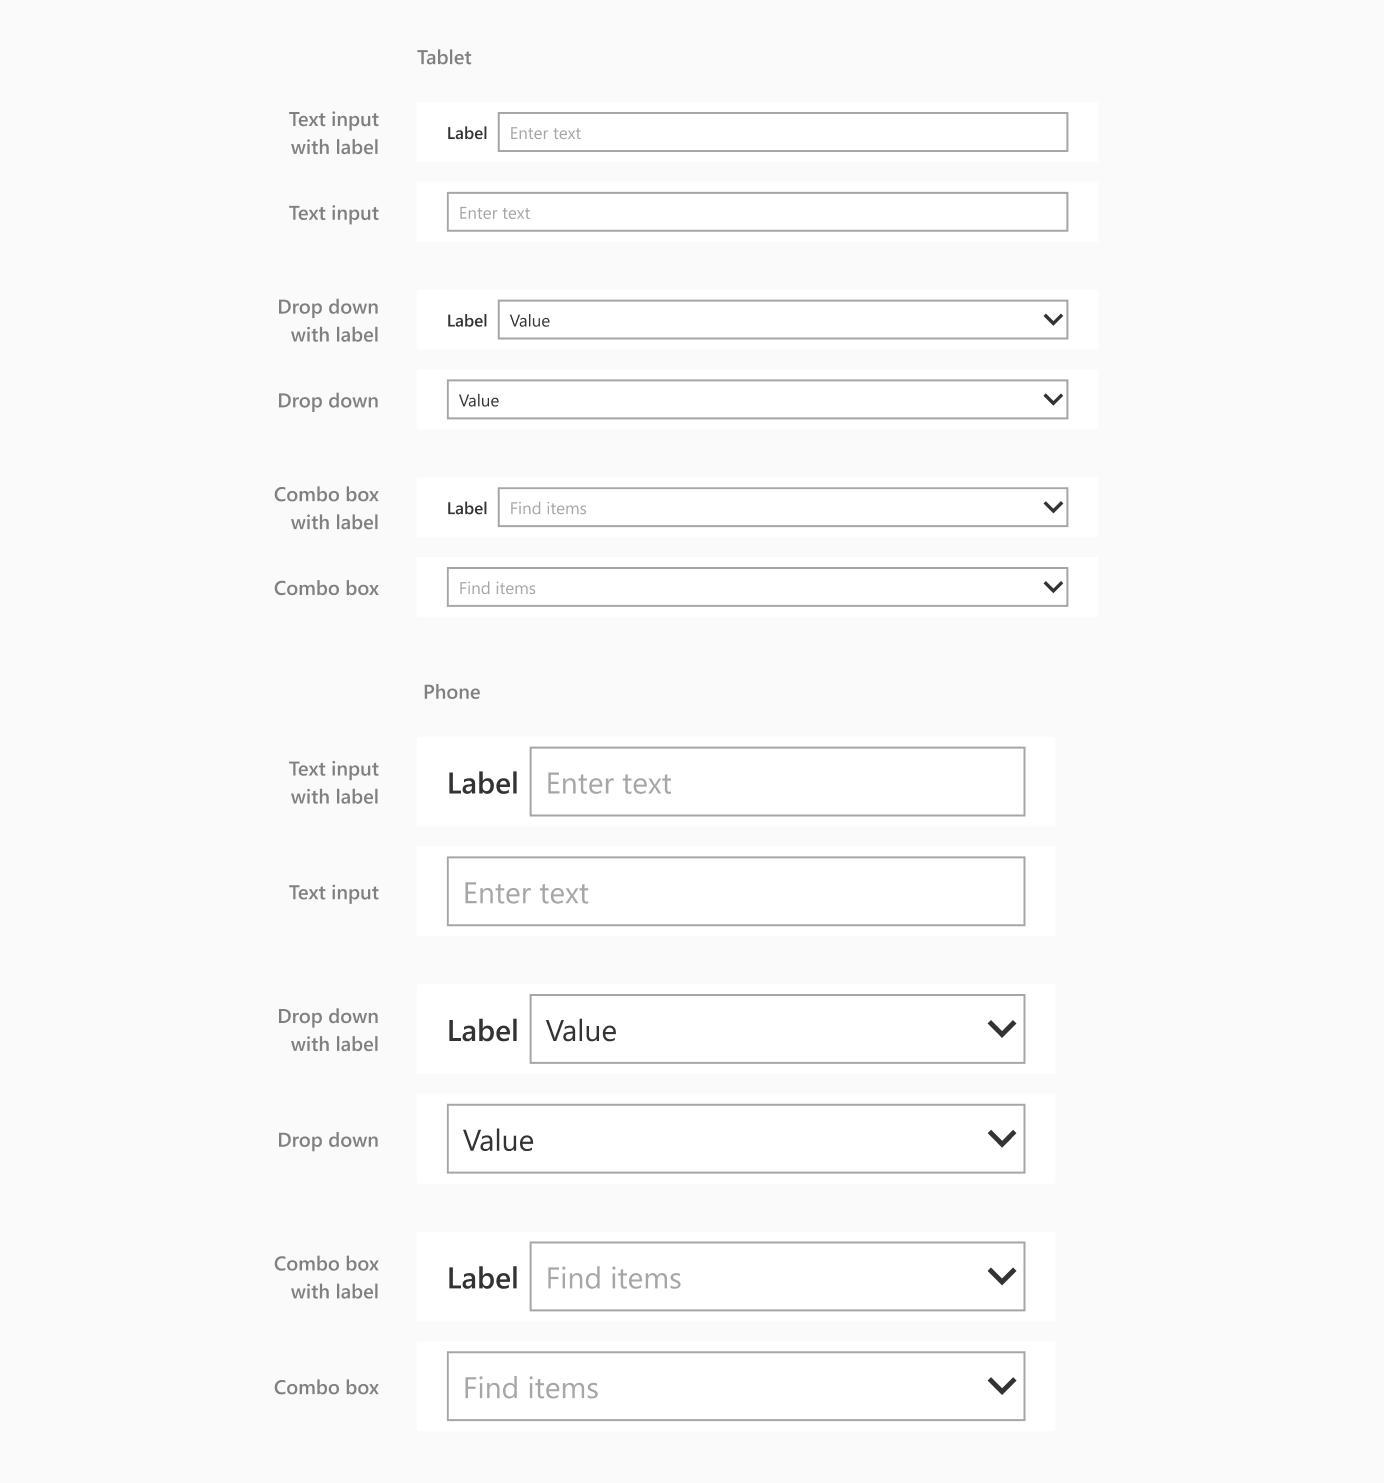 Tablet
Text input
with label
Label
Enter text
Text input
Enter text
Drop down
with label
Label
Value
Drop down
Value
Combo box
with label
Label
Find items
Combo box
Find items
Phone
Text input
with label
Label
Enter text
Text input
Enter text
Drop down
with label
Label
Value
Drop down
Value
Combo box
with label
Label
Find items
Combo box
Find items